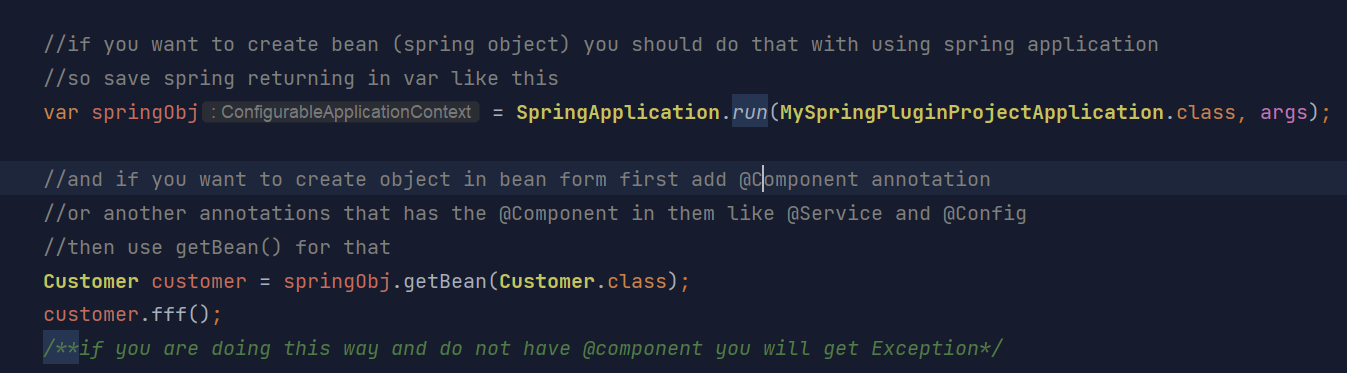 //if you want to create bean (spring object) you should do that with using spring application
//so save spring returning in var like this
var springObj : ConfigurableApplicationContext = SpringApplication.run(MySpringPluginProjectApplication.class, args);
//and if you want to create object in bean form first add @Component annotation
//or another annotations that has the @Component in them like @Service and @Config
//then use getBean() for that
Customer customer = springObj.getBean(Customer.class);
customer.fff();
/**if you are doing this way and do not have @component you will get Exception*/